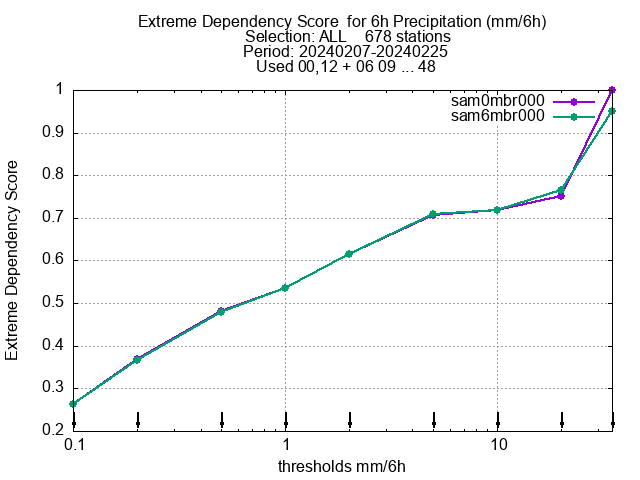 Extreme Dependency Score  for 6h Precipitation (mm/6h)
Selection: ALL    678 stations
Period: 20240207-20240225
Used 00,12 + 06 09 ... 48
sam0mbr000
sam6mbr000
1
0.9
0.8
0.7
0.6
0.5
0.4
0.3
0.2
Extreme Dependency Score
0.1 1 10
thresholds mm/6h